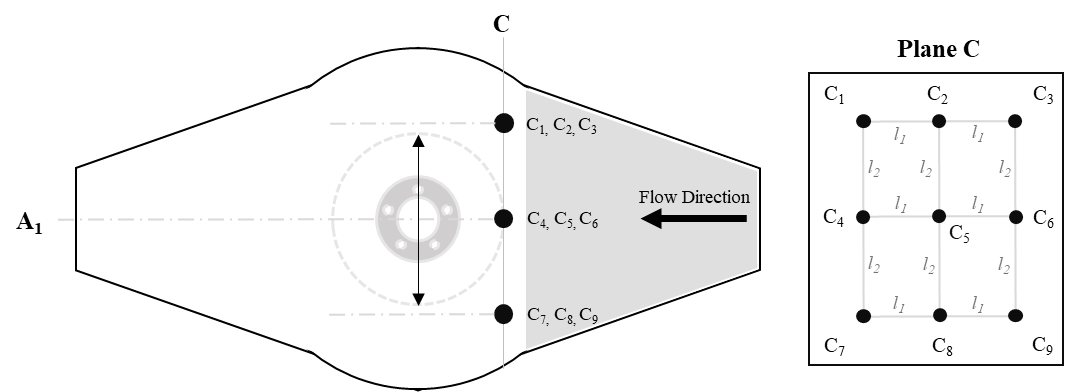 C
Plane C
C1 C2 C3
l1 l1
C1, C2, C3
l2 l2 l2
Flow Direction
l1 l1
A1
C4, C5, C6
C4 C6
C5
l2 l2 l2
l1 l1
C7, C8, C9
C7 C8 C9